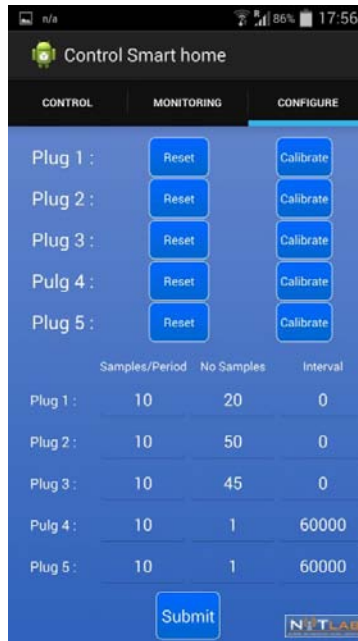 n/a R 86% 17:56
Control Smart home
CONTROL MONITORING CONFIGURE
Plug 1 : Reset Calibrate
Plug 2 : Reset Calibrate
Plug 3 : Reset Calibrate
Pulg 4 : Reset Calibrate
Plug 5 : Reset Calibrate
Samples/Period No Samples Interval
Plug 1 : 10 20 0
Plug 2 : 10 50 0
Plug 3 : 10 45 0
Pulg 4 : 10 1 60000
Plug 5 : 10 1 60000
Submit